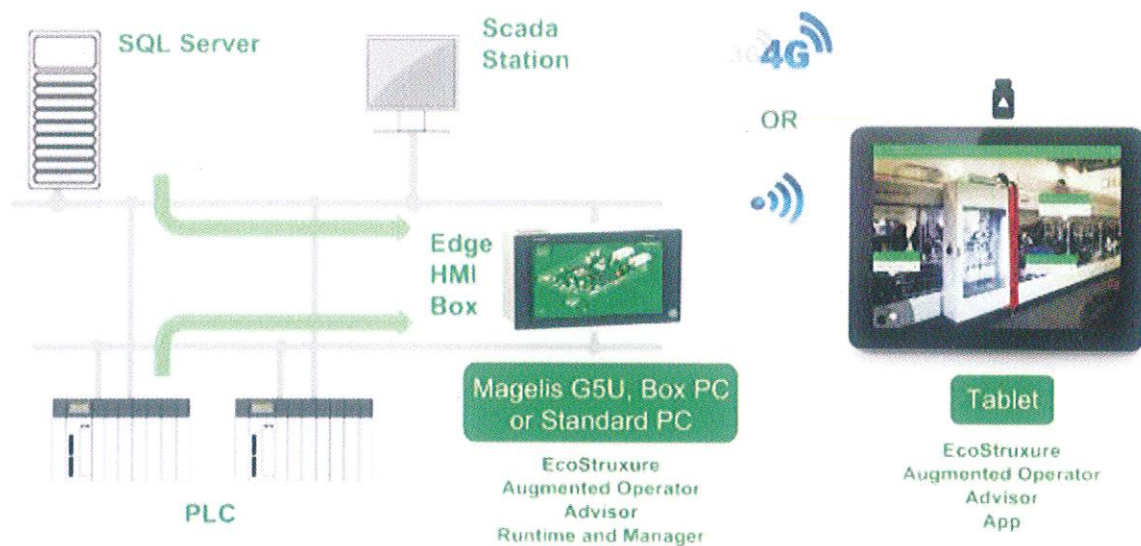 SQL Server
Scada
Station
3G 4G
OR
Edge
HMI
Box
Magelis G5U, Box PC
or Standard PC
Tablet
EcoStruxure
Augmented Operator
Advisor
Runtime and Manager
EcoStruxure
Augmented Operator
Advisor
App
PLC